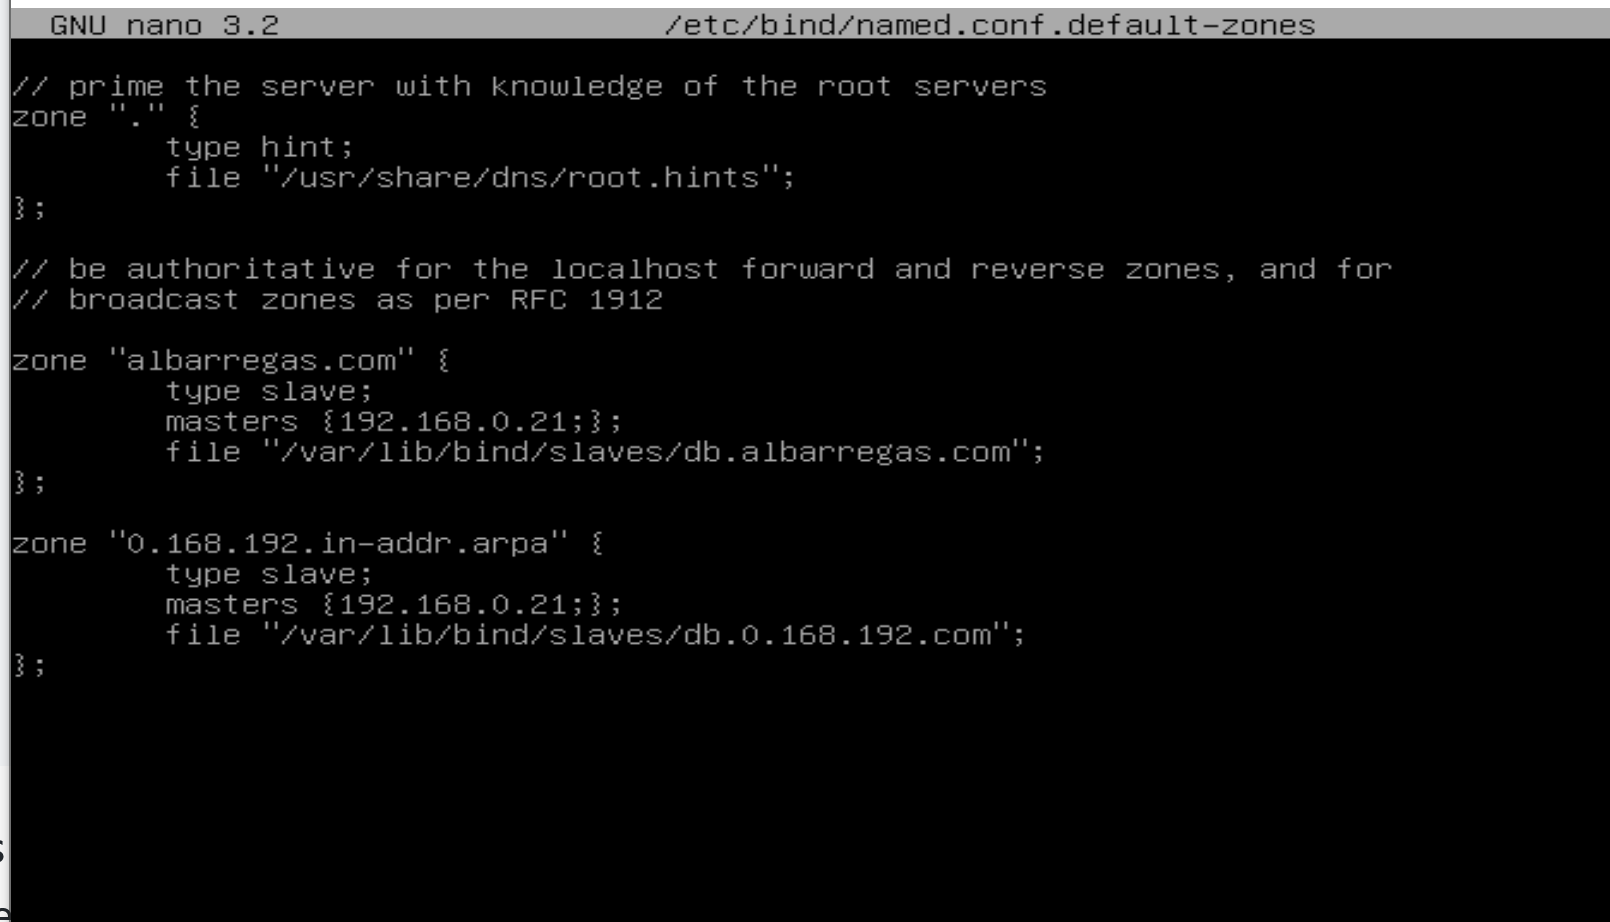 GNU nano 3.2 /etc/bind/named.conf.default-zones
// prime the server with knowledge of the root servers
zone "." {
type hint;
file "/usr/share/dns/root.hints";
};
// be authoritative for the localhost forward and reverse zones, and for
// broadcast zones as per RFC 1912
zone "albarregas.com" {
type slave;
masters {192.168.0.21;};
file "/var/lib/bind/slaves/db.albarregas.com";
};
zone "0.168.192.in-addr.arpa" {
type slave;
masters {192.168.0.21;};
file "/var/lib/bind/slaves/db.0.168.192.com";
};
s
e